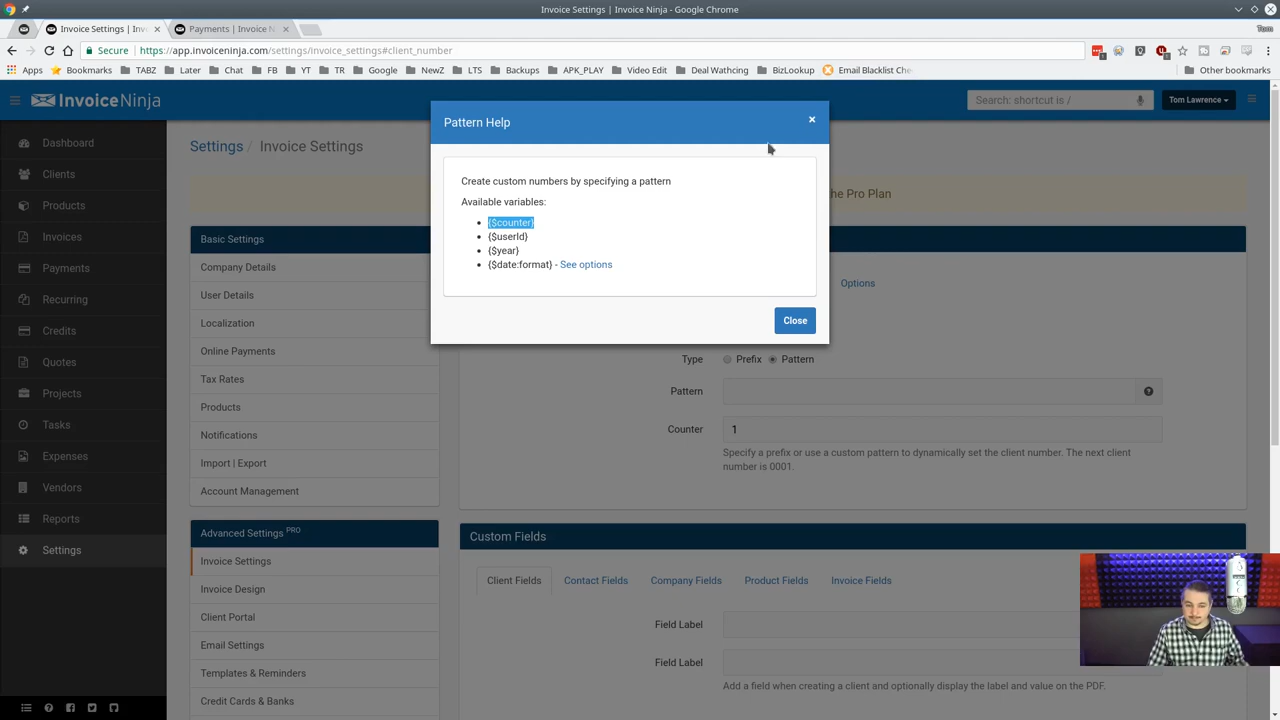 Invoice Settings | Invoice Ninja - Google Chrome
Invoice Settings | Inv
Payments | Invoice N
Tom
Secure
https://app.invoiceninja.com/settings/invoice_settings#client_number
Apps
Bookmarks
TABZ
Later
Chat
FB
YT
TR
Google
NewZ
LTS
Backups
APK_PLAY
Video Edit
Deal Wathcing
BizLookup
Email Blacklist Che
Other bookmarks
InvoiceNinja
Search: shortcut is /
Tom Lawrence
Dashboard
Clients
Products
Invoices
Payments
Recurring
Credits
Quotes
Projects
Tasks
Expenses
Vendors
Reports
Settings
Settings / Invoice Settings
the Pro Plan
Basic Settings
Company Details
User Details
Localization
Online Payments
Tax Rates
Products
Notifications
Import | Export
Account Management
Advanced Settings PRO
Invoice Settings
Invoice Design
Client Portal
Email Settings
Templates & Reminders
Credit Cards & Banks
Pattern Help
×
Create custom numbers by specifying a pattern
Available variables:
{$counter}
{$userId}
{$year}
{$date:format} - See options
Close
Options
Type
Prefix
Pattern
Pattern
Counter
1
Specify a prefix or use a custom pattern to dynamically set the client number. The next client
number is 0001.
Custom Fields
Client Fields
Contact Fields
Company Fields
Product Fields
Invoice Fields
Field Label
Field Label
Add a field when creating a client and optionally display the label and value on the PDF.